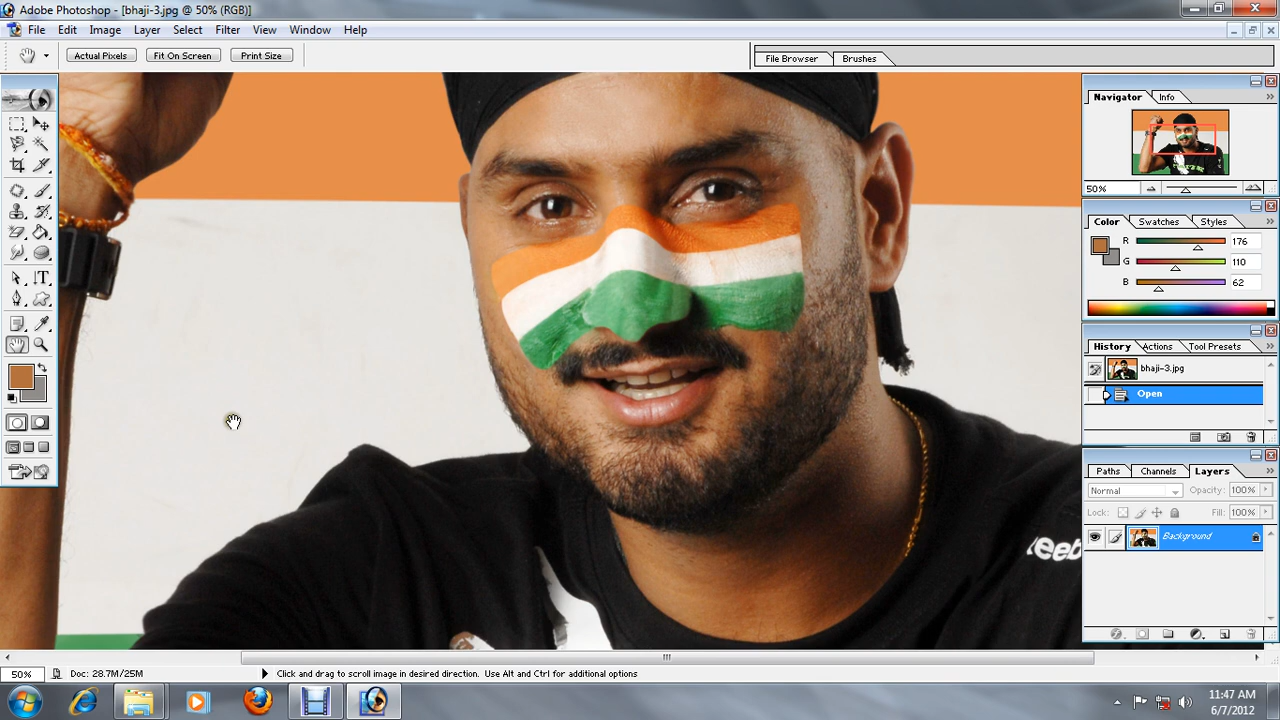 Adobe Photoshop - [bhaji-3.jpg @ 50% (RGB)]
File Edit Image Layer Select Filter View Window Help
Actual Pixels Fit On Screen Print Size File Browser Brushes
Navigator Info
50%
Color Swatches Styles
R 176
G 110
B 62
History Actions Tool Presets
bhaji-3.jpg
Open
Paths Channels Layers
Normal Opacity: 100%
Lock: Fill: 100%
Background
T
Reeb
50% Doc: 28.7M/25M Click and drag to scroll image in desired direction. Use Alt and Ctrl for additional options
11:47 AM
6/7/2012